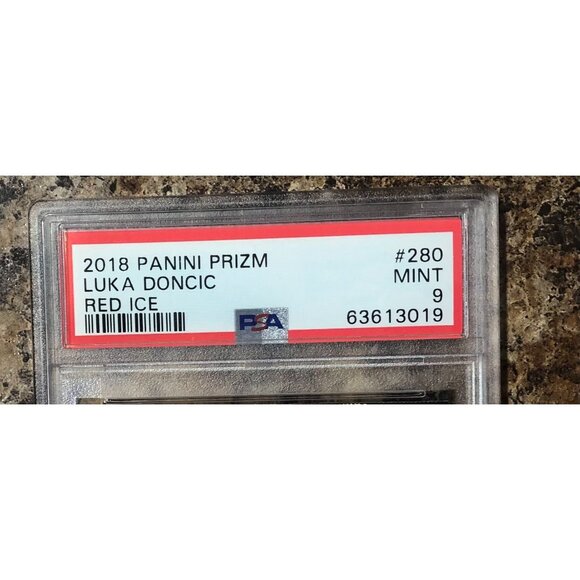 2018 PANINI PRIZM #280
LUKA DONCIC MINT
RED ICE 9
PSA 63613019